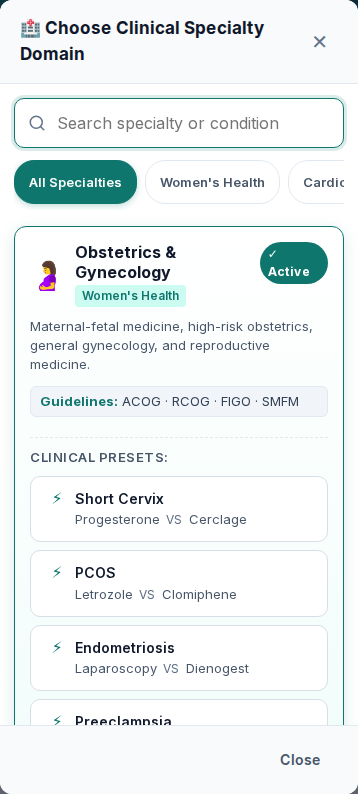 🏥 Choose Clinical Specialty
Domain
Search specialty or condition
All Specialties
Women's Health
Cardio
Obstetrics &
Gynecology
✓
Active
Women's Health
Maternal-fetal medicine, high-risk obstetrics,
general gynecology, and reproductive
medicine.
Guidelines: ACOG · RCOG · FIGO · SMFM
CLINICAL PRESETS:
Short Cervix
Progesterone VS Cerclage
PCOS
Letrozole VS Clomiphene
Endometriosis
Laparoscopy VS Dienogest
Preeclampsia
Close